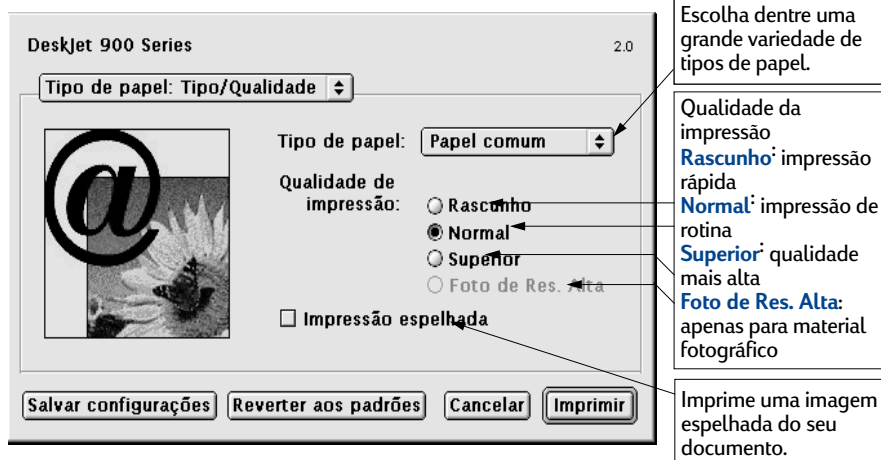 DeskJet 900 Series
2.0
Tipo de papel: Tipo/Qualidade
Tipo de papel: Papel comum
Qualidade de
impressão:
Rascunho
Normal
Superior
Foto de Res. Alta
Impressão espelhada
Salvar configurações Reverter aos padrões Cancelar Imprimir
Escolha dentre uma
grande variedade de
tipos de papel.
Qualidade da
impressão
Rascunho: impressão
rápida
Normal: impressão de
rotina
Superior: qualidade
mais alta
Foto de Res. Alta:
apenas para material
fotográfico
Imprime uma imagem
espelhada do seu
documento.